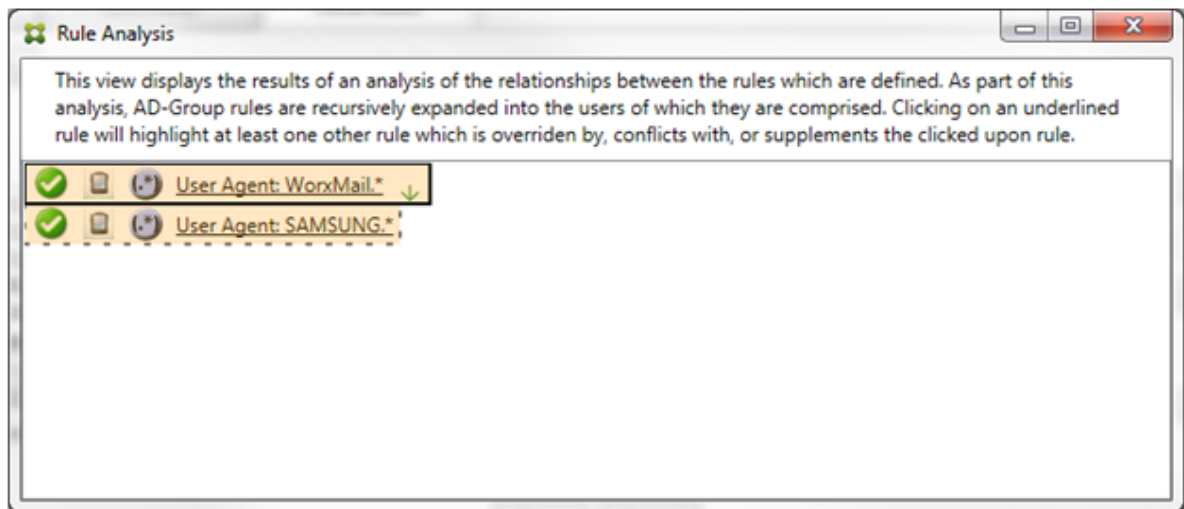 Rule Analysis
This view displays the results of an analysis of the relationships between the rules which are defined. As part of this
analysis, AD-Group rules are recursively expanded into the users of which they are comprised. Clicking on an underlined
rule will highlight at least one other rule which is overriden by, conflicts with, or supplements the clicked upon rule.
(.*) User Agent: WorxMail.*
(.*) User Agent: SAMSUNG.*